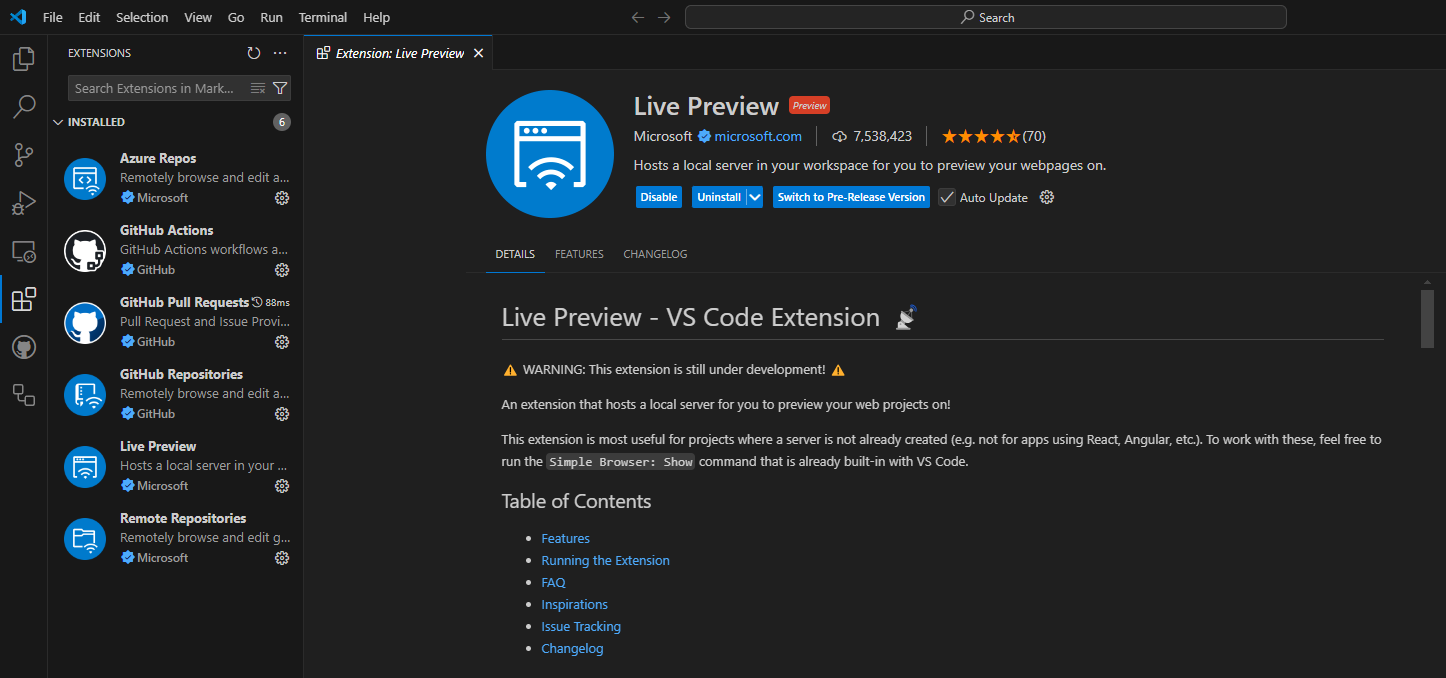 File Edit Selection View Go Run Terminal Help
Search
EXTENSIONS
Search Extensions in Mark...
INSTALLED 6
Azure Repos
Remotely browse and edit a...
Microsoft
GitHub Actions
GitHub Actions workflows a...
GitHub
GitHub Pull Requests 88ms
Pull Request and Issue Provi...
GitHub
GitHub Repositories
Remotely browse and edit a...
GitHub
Live Preview
Hosts a local server in your ...
Microsoft
Remote Repositories
Remotely browse and edit g...
Microsoft
Extension: Live Preview
Live Preview Preview
Microsoft microsoft.com 7,538,423 (70)
Hosts a local server in your workspace for you to preview your webpages on.
Disable Uninstall Switch to Pre-Release Version Auto Update
DETAILS FEATURES CHANGELOG
Live Preview - VS Code Extension
WARNING: This extension is still under development!
An extension that hosts a local server for you to preview your web projects on!
This extension is most useful for projects where a server is not already created (e.g. not for apps using React, Angular, etc.). To work with these, feel free to
run the Simple Browser: Show command that is already built-in with VS Code.
Table of Contents
Features
Running the Extension
FAQ
Inspirations
Issue Tracking
Changelog